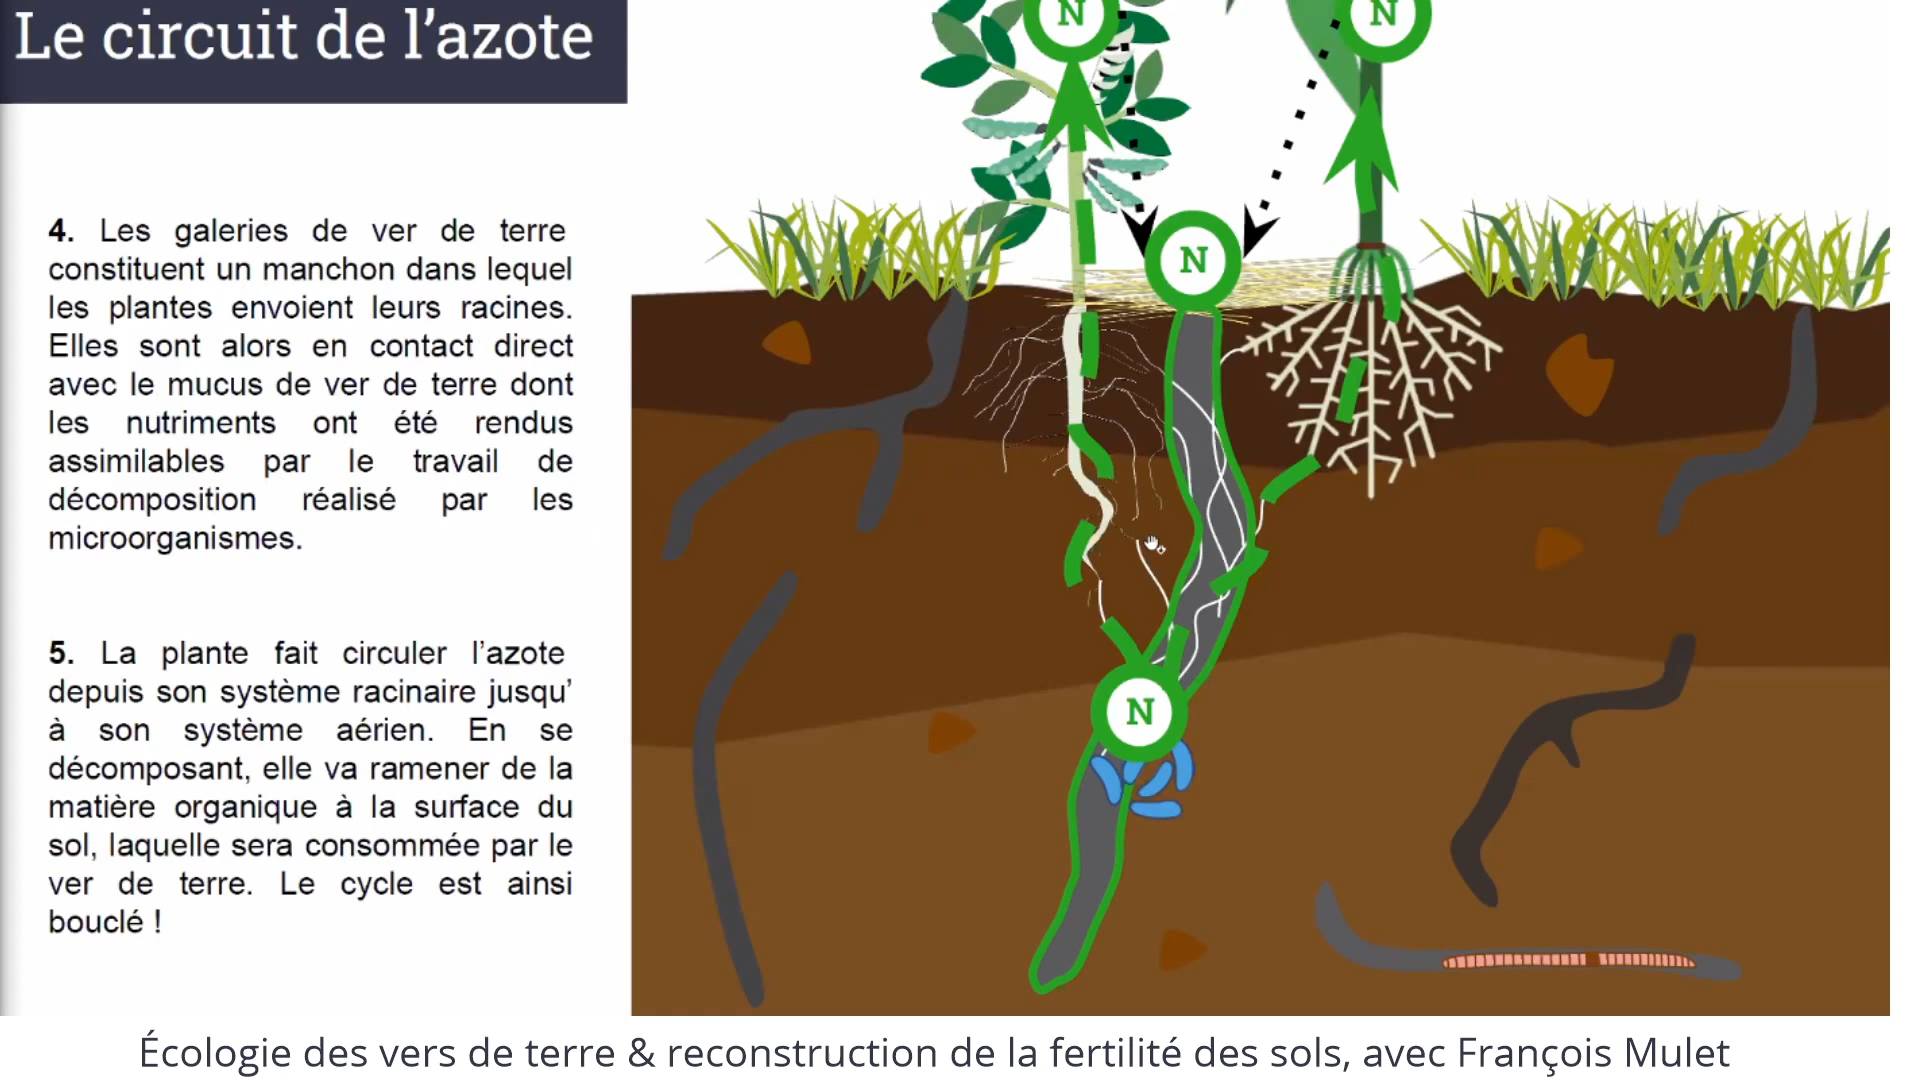 Le circuit de l'azote
N
N
4. Les galeries de ver de terre
constituent un manchon dans lequel
les plantes envoient leurs racines.
Elles sont alors en contact direct
avec le mucus de ver de terre dont
les nutriments ont été rendus
assimilables par le travail de
décomposition réalisé par les
microorganismes.
N
5. La plante fait circuler l'azote
depuis son système racinaire jusqu'
à son système aérien. En se
décomposant, elle va ramener de la
matière organique à la surface du
sol, laquelle sera consommée par le
ver de terre. Le cycle est ainsi
bouclé !
N
Écologie des vers de terre & reconstruction de la fertilité des sols, avec François Mulet